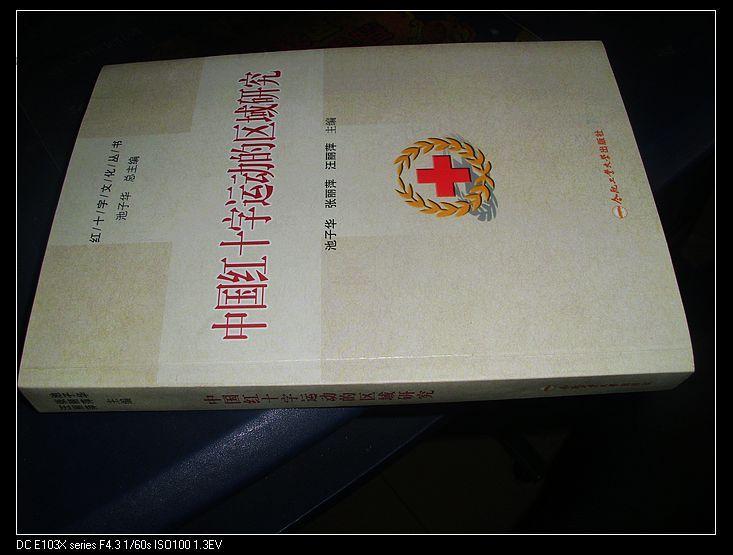 红/十/字/文/化/丛/书
池子华 总主编
中国红十字运动的区域研究
池子华 张丽萍 汪丽萍 主编
合肥工业大学出版社
主编
中国红十字运动的区域研究
DC E103X series F4.3 1/60s ISO100 1.3EV